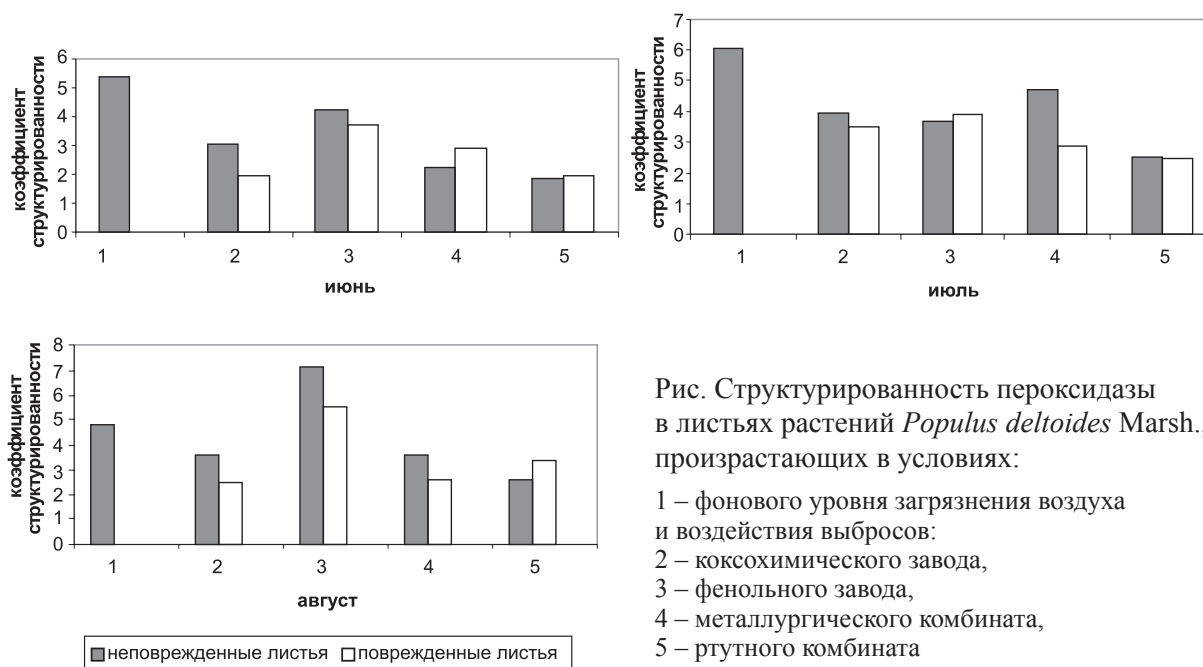 коэффициент
структурированности
6
5
4
3
2
1
0
1 2 3 4 5
июнь
коэффициент
структурированности
7
6
5
4
3
2
1
0
1 2 3 4 5
июль
коэффициент
структурированности
8
7
6
5
4
3
2
1
0
1 2 3 4 5
август
неповрежденные листья поврежденные листья
Рис. Структурированность пероксидазы
в листьях растений Populus deltoides Marsh.,
произрастающих в условиях:
1 – фонового уровня загрязнения воздуха
и воздействия выбросов:
2 – коксохимического завода,
3 – фенольного завода,
4 – металлургического комбината,
5 – ртутного комбината